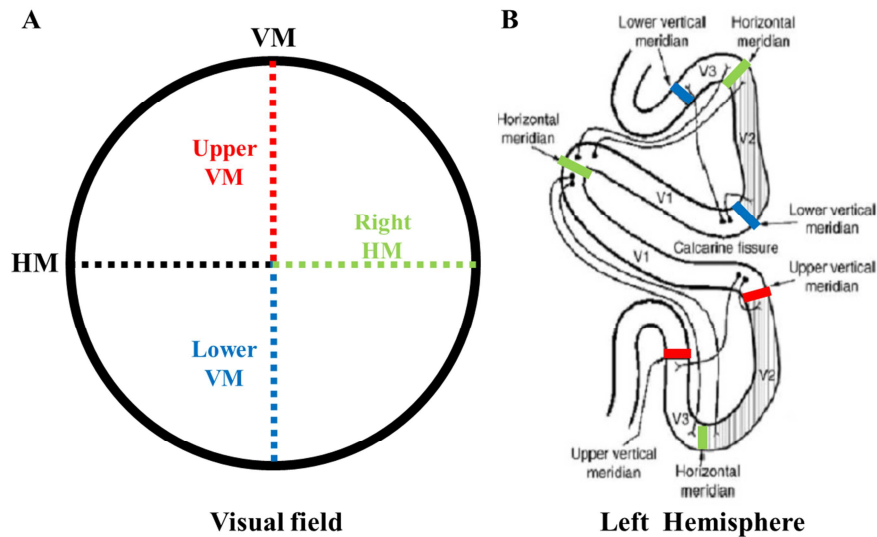 A
VM
Upper
VM
Right
HM
HM
Lower
VM
Visual field
B
Lower vertical
meridian
Horizontal
meridian
V3
Horizontal
meridian
V2
V1
Lower vertical
meridian
Calcarine fissure
V1
Upper vertical
meridian
V2
V3
Upper vertical
meridian
Horizontal
meridian
Left Hemisphere